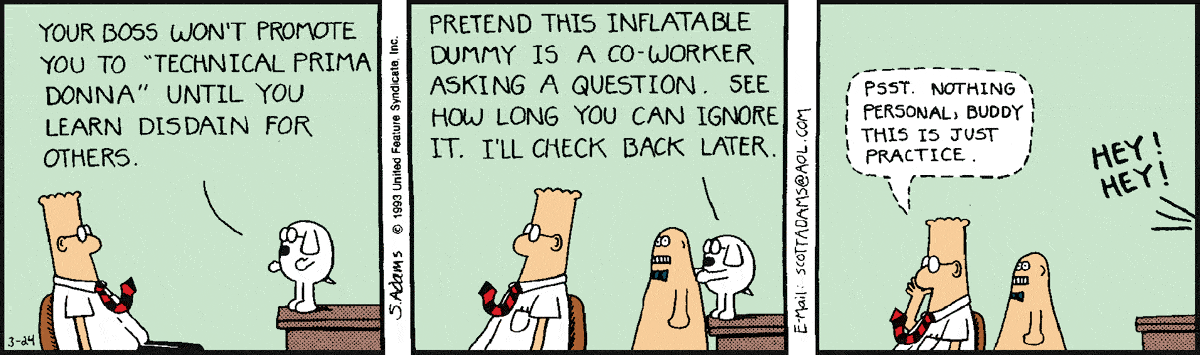 YOUR BOSS WON'T PROMOTE
YOU TO "TECHNICAL PRIMA
DONNA" UNTIL YOU
LEARN DISDAIN FOR
OTHERS.
3-24
S.Adams © 1993 United Feature Syndicate, Inc.
PRETEND THIS INFLATABLE
DUMMY IS A CO-WORKER
ASKING A QUESTION. SEE
HOW LONG YOU CAN IGNORE
IT. I'LL CHECK BACK LATER.
E-Mail: SCOTTADAMS@AOL.COM
PSST. NOTHING
PERSONAL, BUDDY
THIS IS JUST
PRACTICE.
HEY!
HEY!